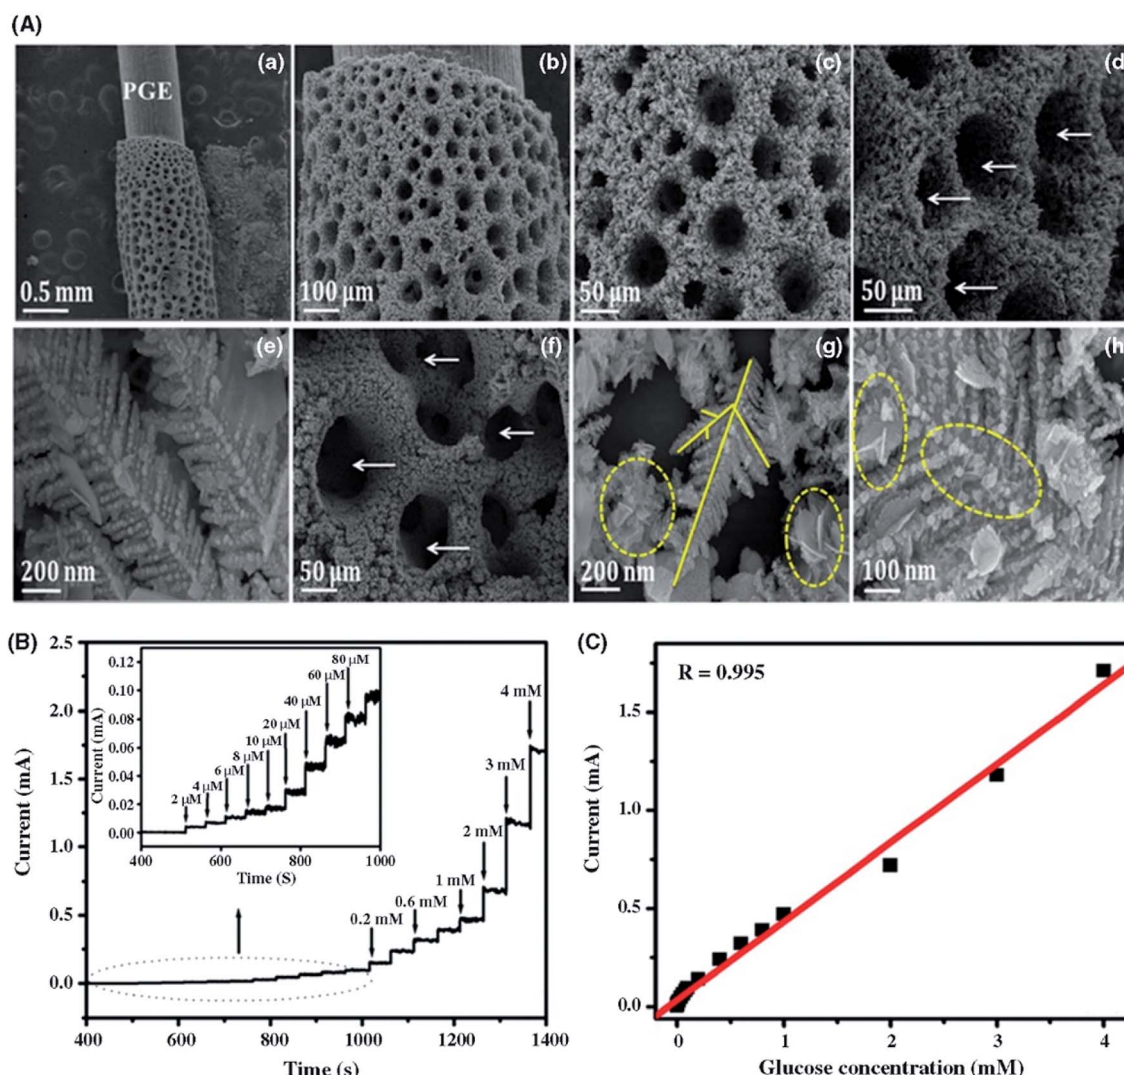 (A)
(a)
PGE
0.5 mm
(b)
100 µm
(c)
50 µm
(d)
50 µm
(e)
200 nm
(f)
50 µm
(g)
200 nm
(h)
100 nm
(B)
2.5
2.0
1.5
1.0
0.5
0.0
Current (mA)
400
600
800
1000
1200
1400
Time (s)
0.12
0.10
0.08
0.06
0.04
0.02
0.00
Current (mA)
400
600
800
1000
Time (S)
2 µM
4 µM
6 µM
8 µM
10 µM
20 µM
40 µM
60 µM
80 µM
0.2 mM
0.6 mM
1 mM
2 mM
3 mM
4 mM
(C)
R = 0.995
1.5
1.0
0.5
0.0
Current (mA)
0
1
2
3
4
Glucose concentration (mM)